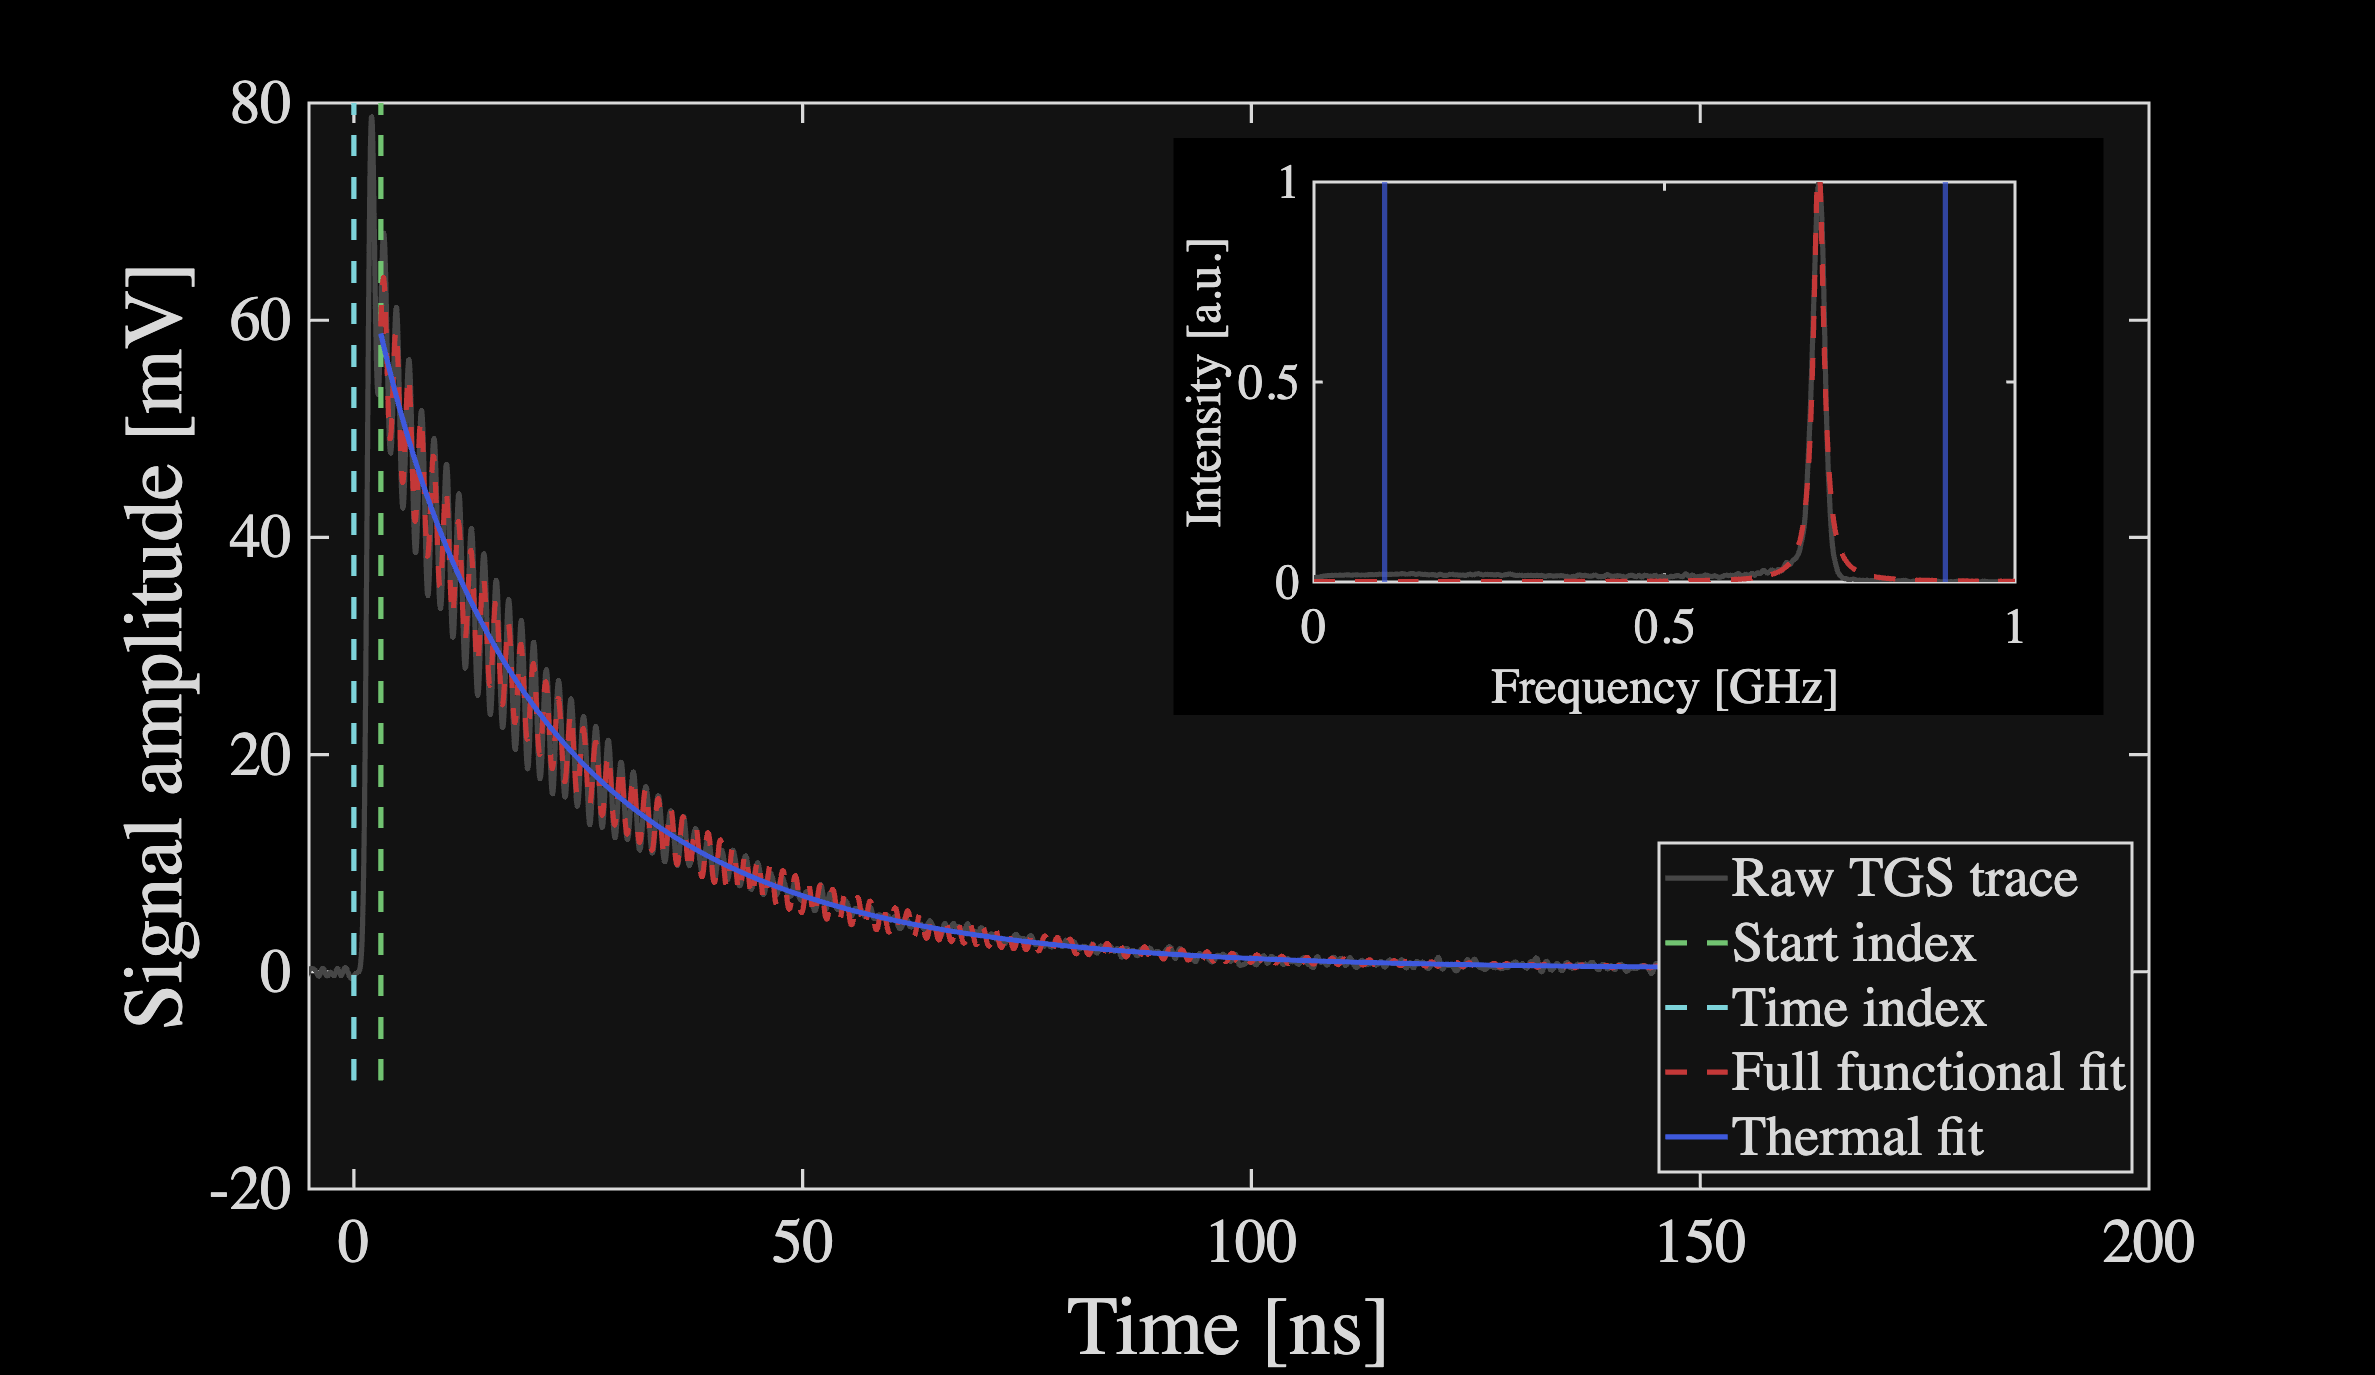 80
60
40
20
0
-20
Signal amplitude [mV]
0
50
100
150
200
Time [ns]
1
0.5
0
Intensity [a.u.]
0
0.5
1
Frequency [GHz]
Raw TGS trace
Start index
Time index
Full functional fit
Thermal fit